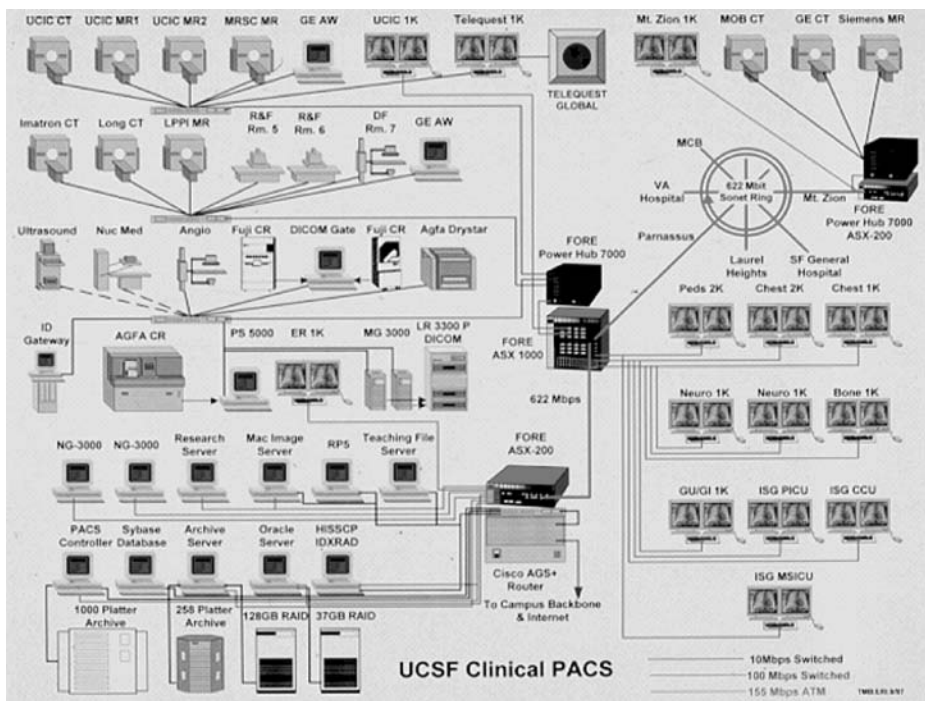 UCIC CT
UCIC MR1
UCIC MR2
MRSC MR
GE AW
UCIC 1K
Telequest 1K
Mt. Zion 1K
MOB CT
GE CT
Siemens MR
TELEQUEST
GLOBAL
Imatron CT
Long CT
LPPI MR
R&F
Rm. 5
R&F
Rm. 6
DF
Rm. 7
GE AW
MCB
VA
Hospital
622 Mbit
Sonet Ring
Mt. Zion
FORE
Power Hub 7000
ASX-200
Parnassus
Laurel
Heights
SF General
Hospital
Ultrasound
Nuc Med
Angio
Fuji CR
DICOM Gate
Fuji CR
Agfa Drystar
FORE
Power Hub 7000
Peds 2K
Chest 2K
Chest 1K
ID
Gateway
AGFA CR
PS 5000
ER 1K
MG 3000
LR 3300 P
DICOM
FORE
ASX 1000
622 Mbps
Neuro 1K
Neuro 1K
Bone 1K
NG-3000
NG-3000
Research
Server
Mac Image
Server
RP5
Teaching File
Server
FORE
ASX-200
GU/GI 1K
ISG PICU
ISG CCU
PACS
Controller
Sybase
Database
Archive
Server
Oracle
Server
HISSCP
IDXRAD
Cisco AGS+
Router
To Campus Backbone
& Internet
ISG MSICU
1000 Platter
Archive
258 Platter
Archive
128GB RAID
37GB RAID
UCSF Clinical PACS
10Mbps Switched
100 Mbps Switched
155 Mbps ATM